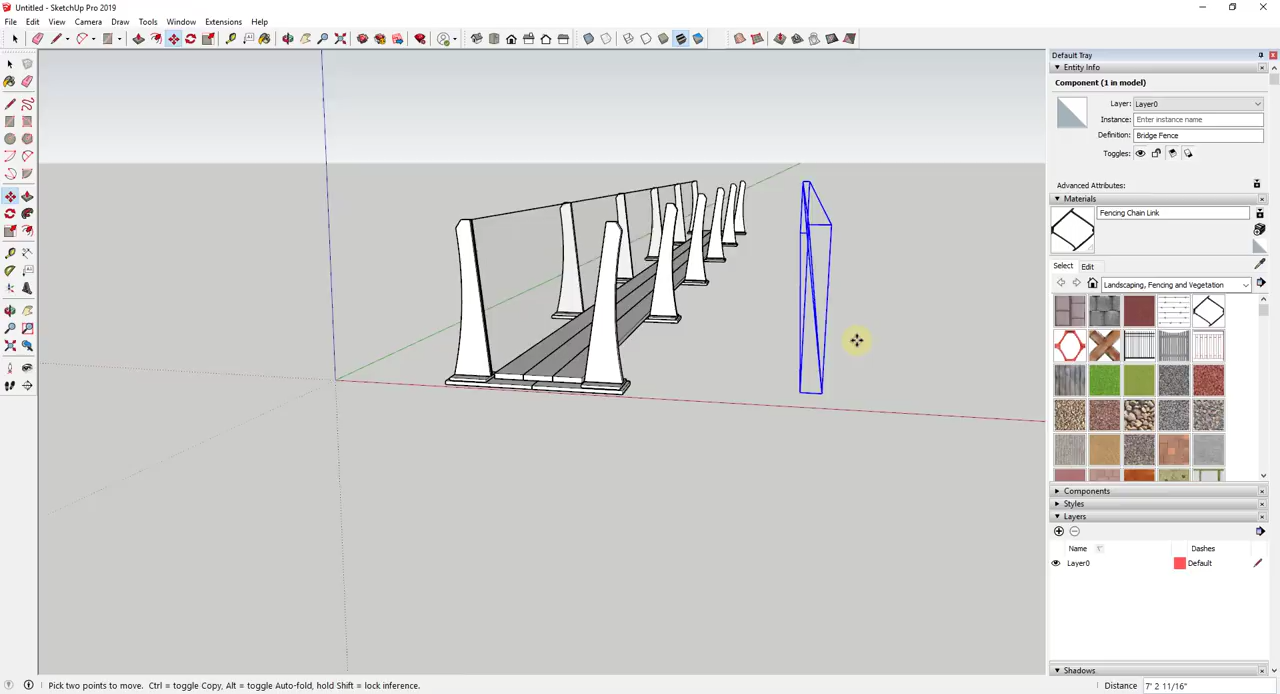 Untitled - SketchUp Pro 2019
File Edit View Camera Draw Tools Window Extensions Help
Default Tray
Entity Info
Component (1 in model)
Layer: Layer0
Instance: Enter instance name
Definition: Bridge Fence
Toggles:
Advanced Attributes:
Materials
Fencing Chain Link
Select Edit
Landscaping, Fencing and Vegetation
Components
Styles
Layers
Name Dashes
Layer0 Default
Shadows
Pick two points to move. Ctrl = toggle Copy, Alt = toggle Auto-fold, hold Shift = lock inference.
Distance 7' 2 11/16"